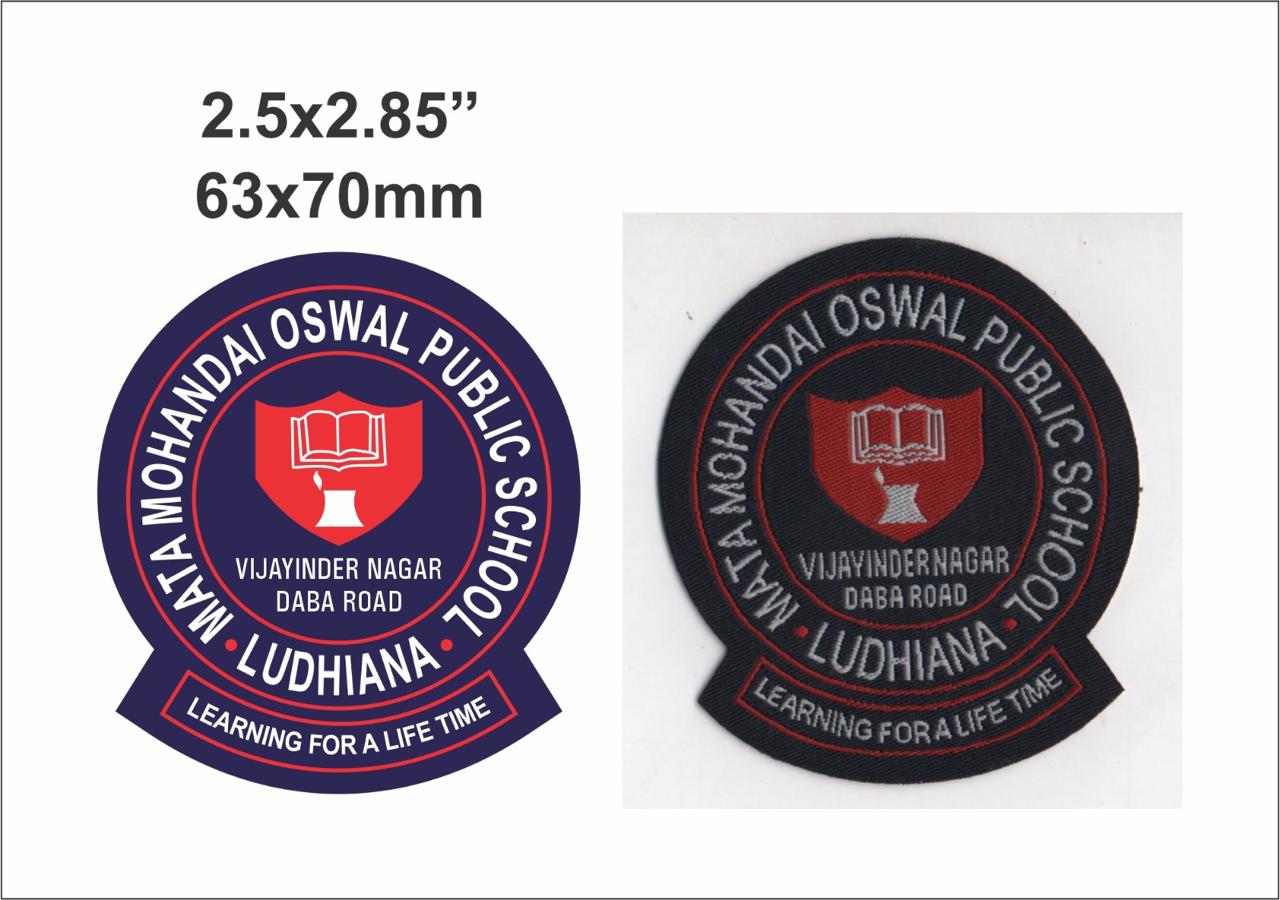 2.5x2.85”
63x70mm
MATA MOHANDAI OSWAL PUBLIC SCHOOL
VIJAYINDER NAGAR
DABA ROAD
• LUDHIANA •
LEARNING FOR A LIFE TIME
MATA MOHANDAI OSWAL PUBLIC SCHOOL
VIJAYINDER NAGAR
DABA ROAD
• LUDHIANA •
LEARNING FOR A LIFE TIME